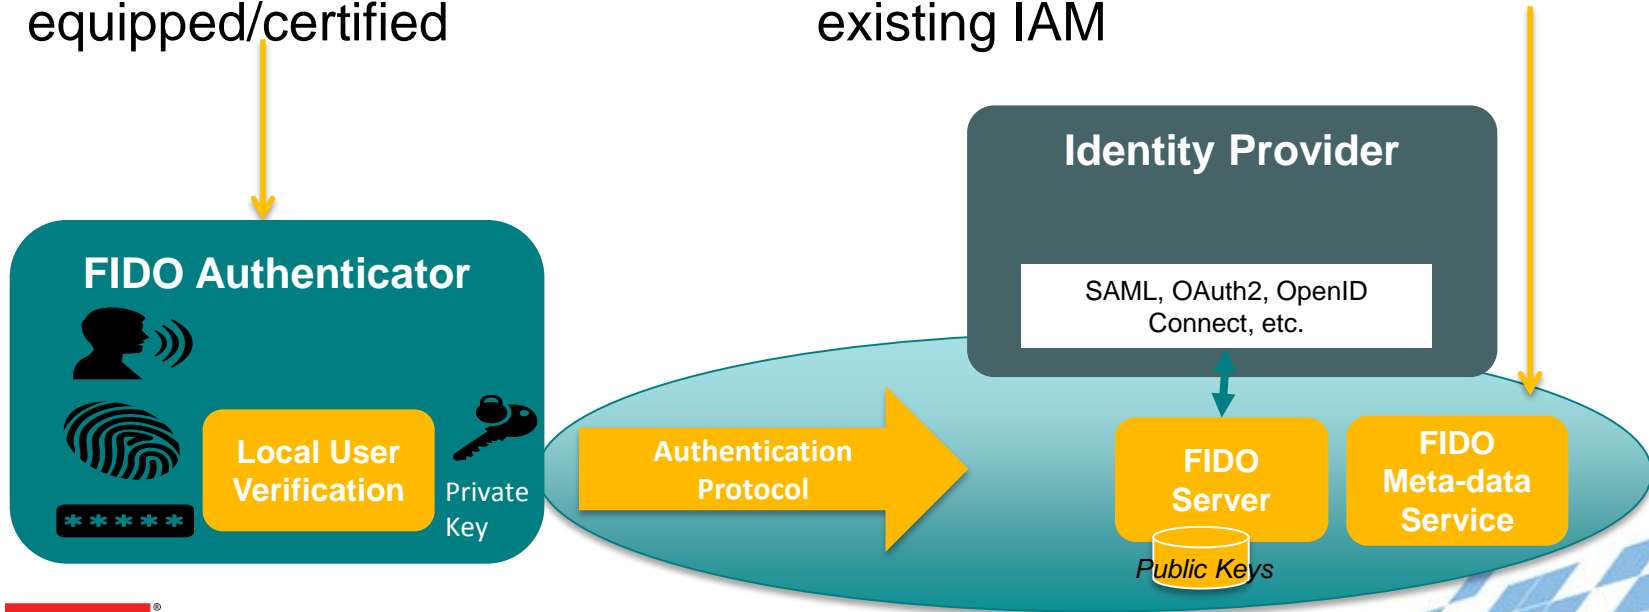 equipped/certified
existing IAM
Identity Provider
SAML, OAuth2, OpenID
Connect, etc.
FIDO Authenticator
Local User
Verification
Private
Key
*****
Authentication
Protocol
FIDO
Server
Public Keys
FIDO
Meta-data
Service
®